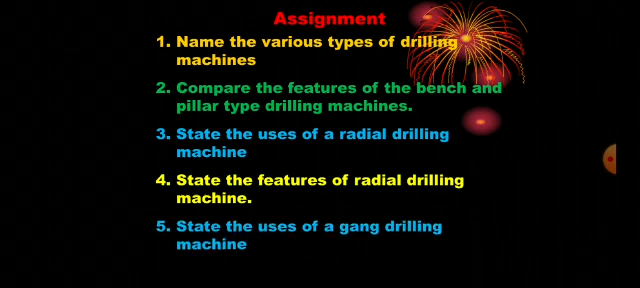 Assignment
1. Name the various types of drilling
machines
2. Compare the features of the bench and
pillar type drilling machines.
3. State the uses of a radial drilling
machine
4. State the features of radial drilling
machine.
5. State the uses of a gang drilling
machine